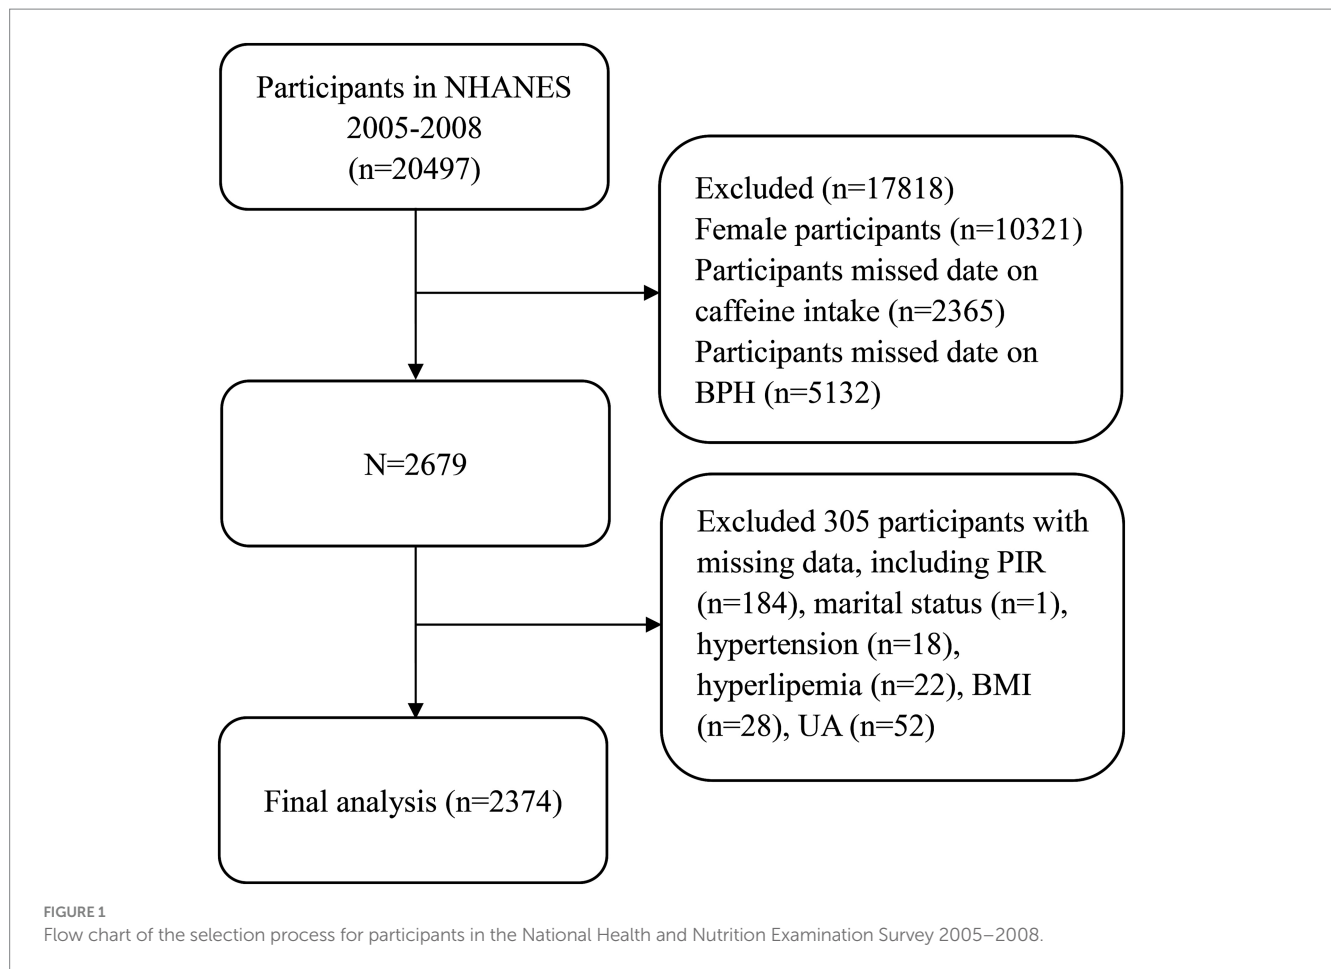 Participants in NHANES
2005-2008
(n=20497)
Excluded (n=17818)
Female participants (n=10321)
Participants missed date on
caffeine intake (n=2365)
Participants missed date on
BPH (n=5132)
N=2679
Excluded 305 participants with
missing data, including PIR
(n=184), marital status (n=1),
hypertension (n=18),
hyperlipemia (n=22), BMI
(n=28), UA (n=52)
Final analysis (n=2374)
FIGURE 1
Flow chart of the selection process for participants in the National Health and Nutrition Examination Survey 2005–2008.